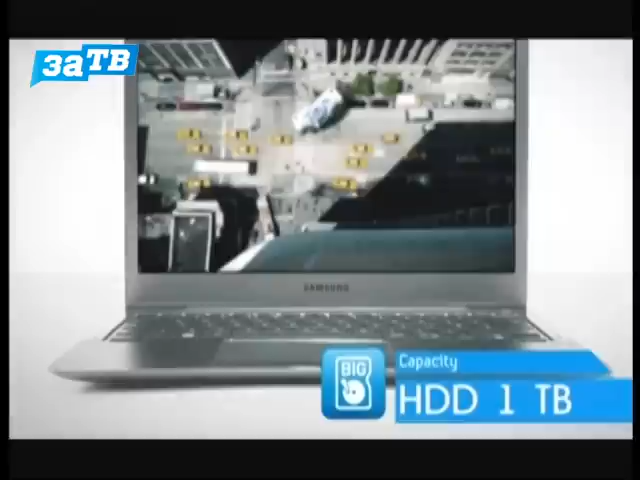 заТВ
SAMSUNG
BIG
Capacity
HDD 1 TB